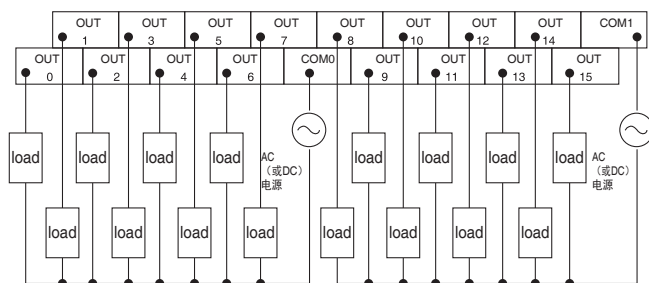 OUT 1 OUT 3 OUT 5 OUT 7 OUT 8 OUT 10 OUT 12 OUT 14 COM1
OUT 0 OUT 2 OUT 4 OUT 6 COM0 OUT 9 OUT 11 OUT 13 OUT 15
load load load load load load load load
AC
（或DC）
电源
AC
（或DC）
电源
load load load load load load load load